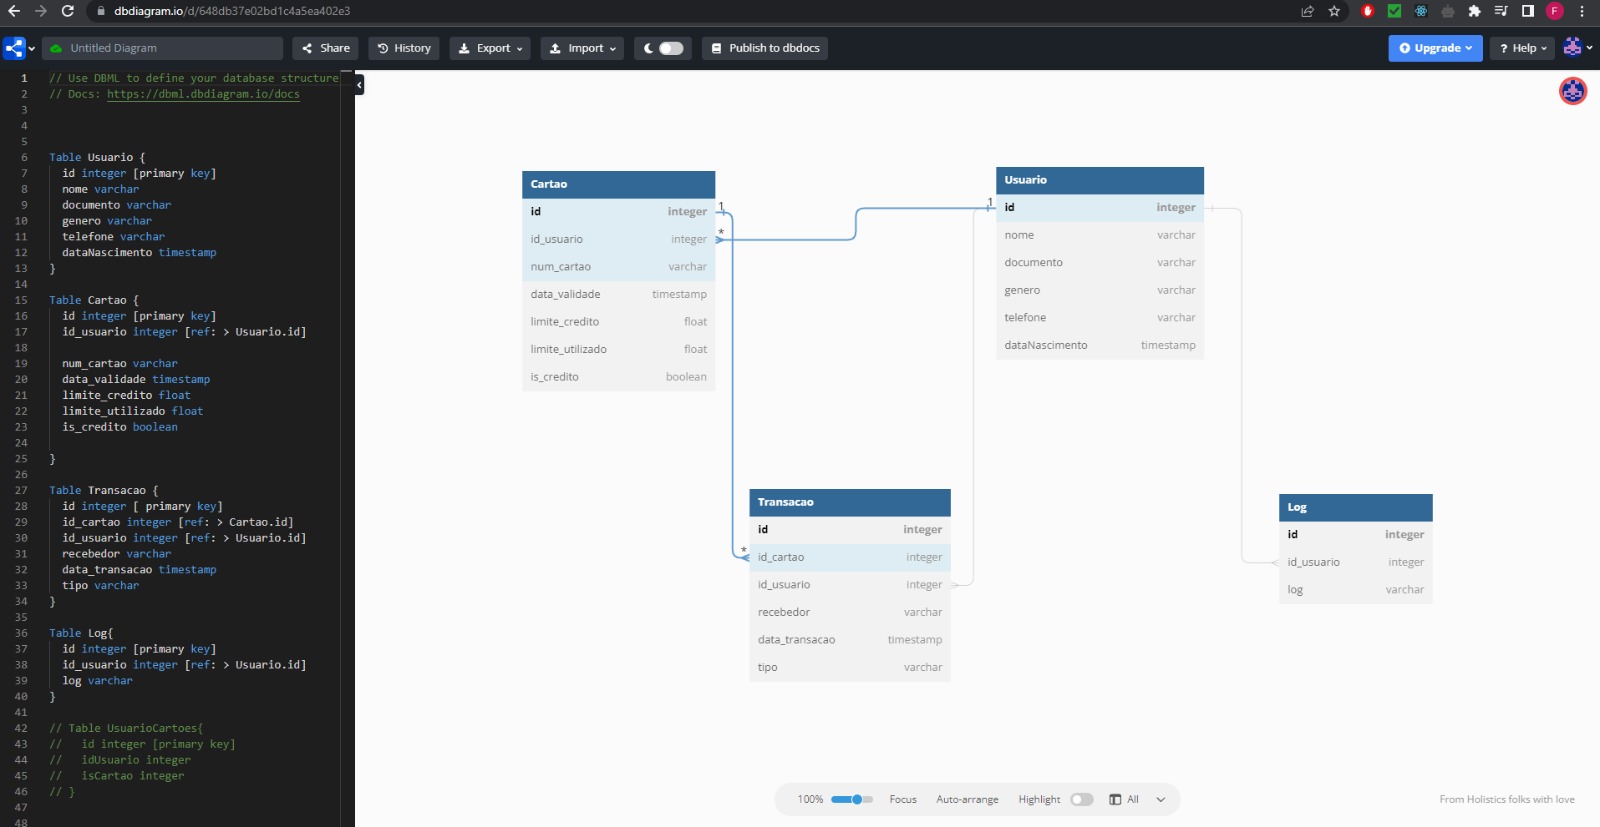 dbdiagram.io/d/648db37e02bd1c4a5ea402e3
F
Untitled Diagram
Share
History
Export
Import
Publish to dbdocs
Upgrade
? Help
1 // Use DBML to define your database structure
2 // Docs: https://dbml.dbdiagram.io/docs
3
4
5
6 Table Usuario {
7 id integer [primary key]
8 nome varchar
9 documento varchar
10 genero varchar
11 telefone varchar
12 dataNascimento timestamp
13 }
14
15 Table Cartao {
16 id integer [primary key]
17 id_usuario integer [ref: > Usuario.id]
18
19 num_cartao varchar
20 data_validade timestamp
21 limite_credito float
22 limite_utilizado float
23 is_credito boolean
24
25 }
26
27 Table Transacao {
28 id integer [ primary key]
29 id_cartao integer [ref: > Cartao.id]
30 id_usuario integer [ref: > Usuario.id]
31 recebedor varchar
32 data_transacao timestamp
33 tipo varchar
34 }
35
36 Table Log{
37 id integer [primary key]
38 id_usuario integer [ref: > Usuario.id]
39 log varchar
40 }
41
42 // Table UsuarioCartoes{
43 //   id integer [primary key]
44 //   idUsuario integer
45 //   isCartao integer
46 // }
47
48
Cartao
id integer 1
id_usuario integer *
num_cartao varchar
data_validade timestamp
limite_credito float
limite_utilizado float
is_credito boolean
Usuario
1 id integer
nome varchar
documento varchar
genero varchar
telefone varchar
dataNascimento timestamp
Transacao
id integer
* id_cartao integer
id_usuario integer
recebedor varchar
data_transacao timestamp
tipo varchar
Log
id integer
id_usuario integer
log varchar
100% Focus Auto-arrange Highlight All
From Holistics folks with love